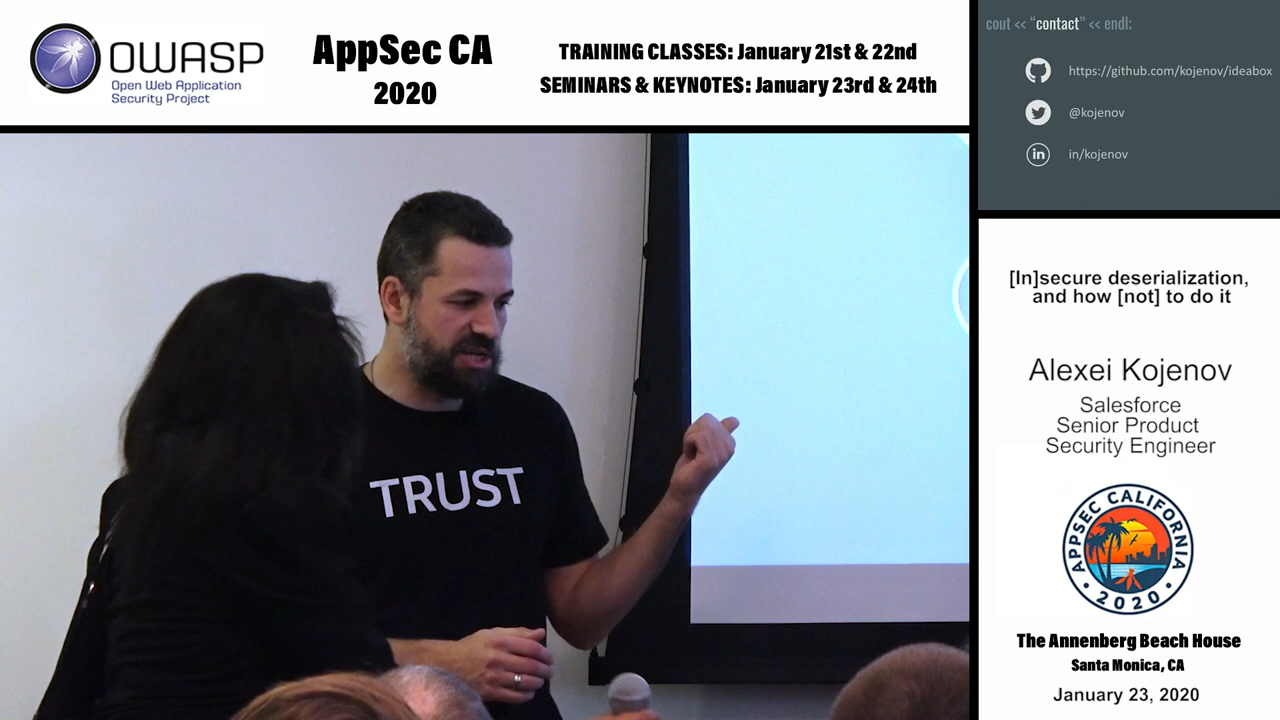 OWASP
Open Web Application
Security Project
AppSec CA
2020
TRAINING CLASSES: January 21st & 22nd
SEMINARS & KEYNOTES: January 23rd & 24th
cout << “contact” << endl;
https://github.com/kojenov/ideabox
@kojenov
in
in/kojenov
TRUST
[In]secure deserialization,
and how [not] to do it
Alexei Kojenov
Salesforce
Senior Product
Security Engineer
APPSEC CALIFORNIA
• 2020 •
The Annenberg Beach House
Santa Monica, CA
January 23, 2020